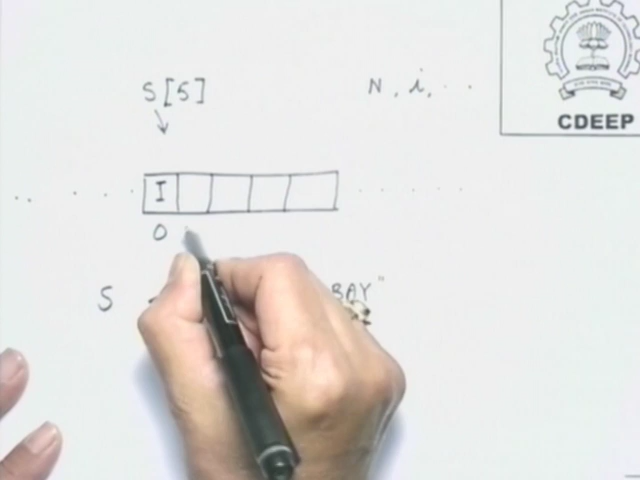 S[5] N, i, . .
CDEEP
I
0
S BAY"